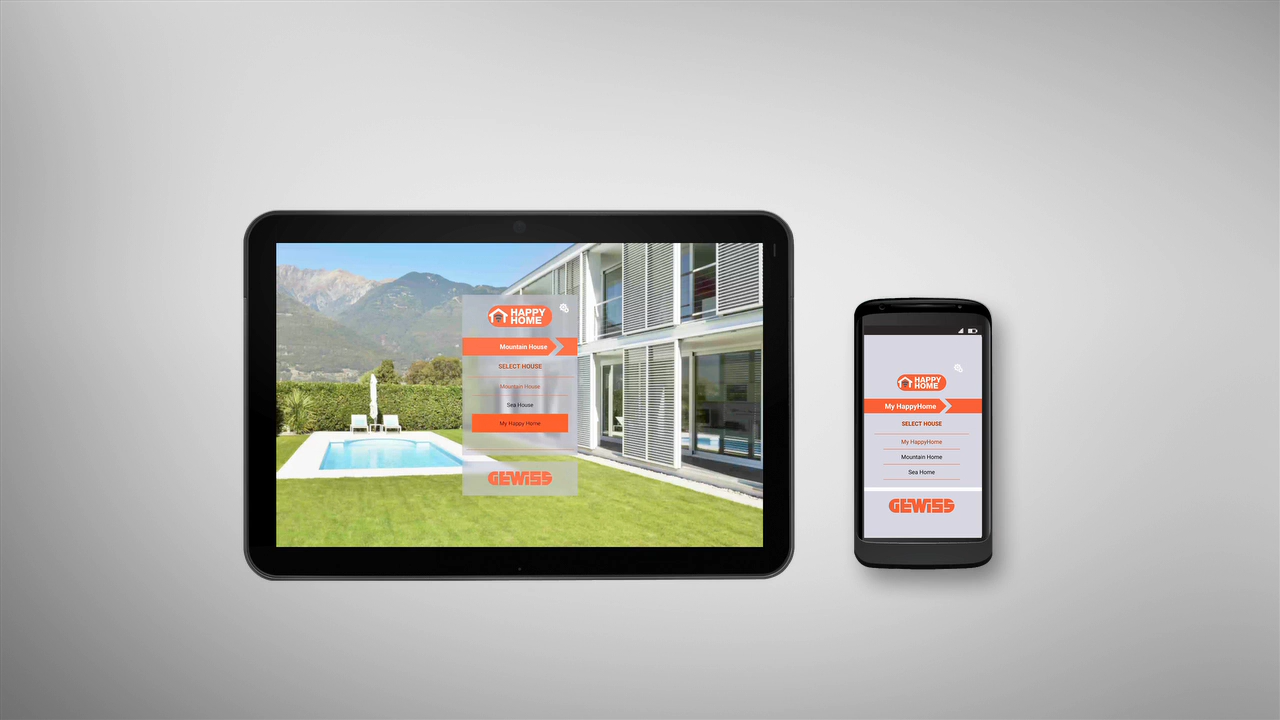 HAPPY
HOME
Mountain House
SELECT HOUSE
Mountain House
Sea House
My Happy Home
GEWISS
HAPPY
HOME
My HappyHome
SELECT HOUSE
My HappyHome
Mountain Home
Sea Home
GEWISS